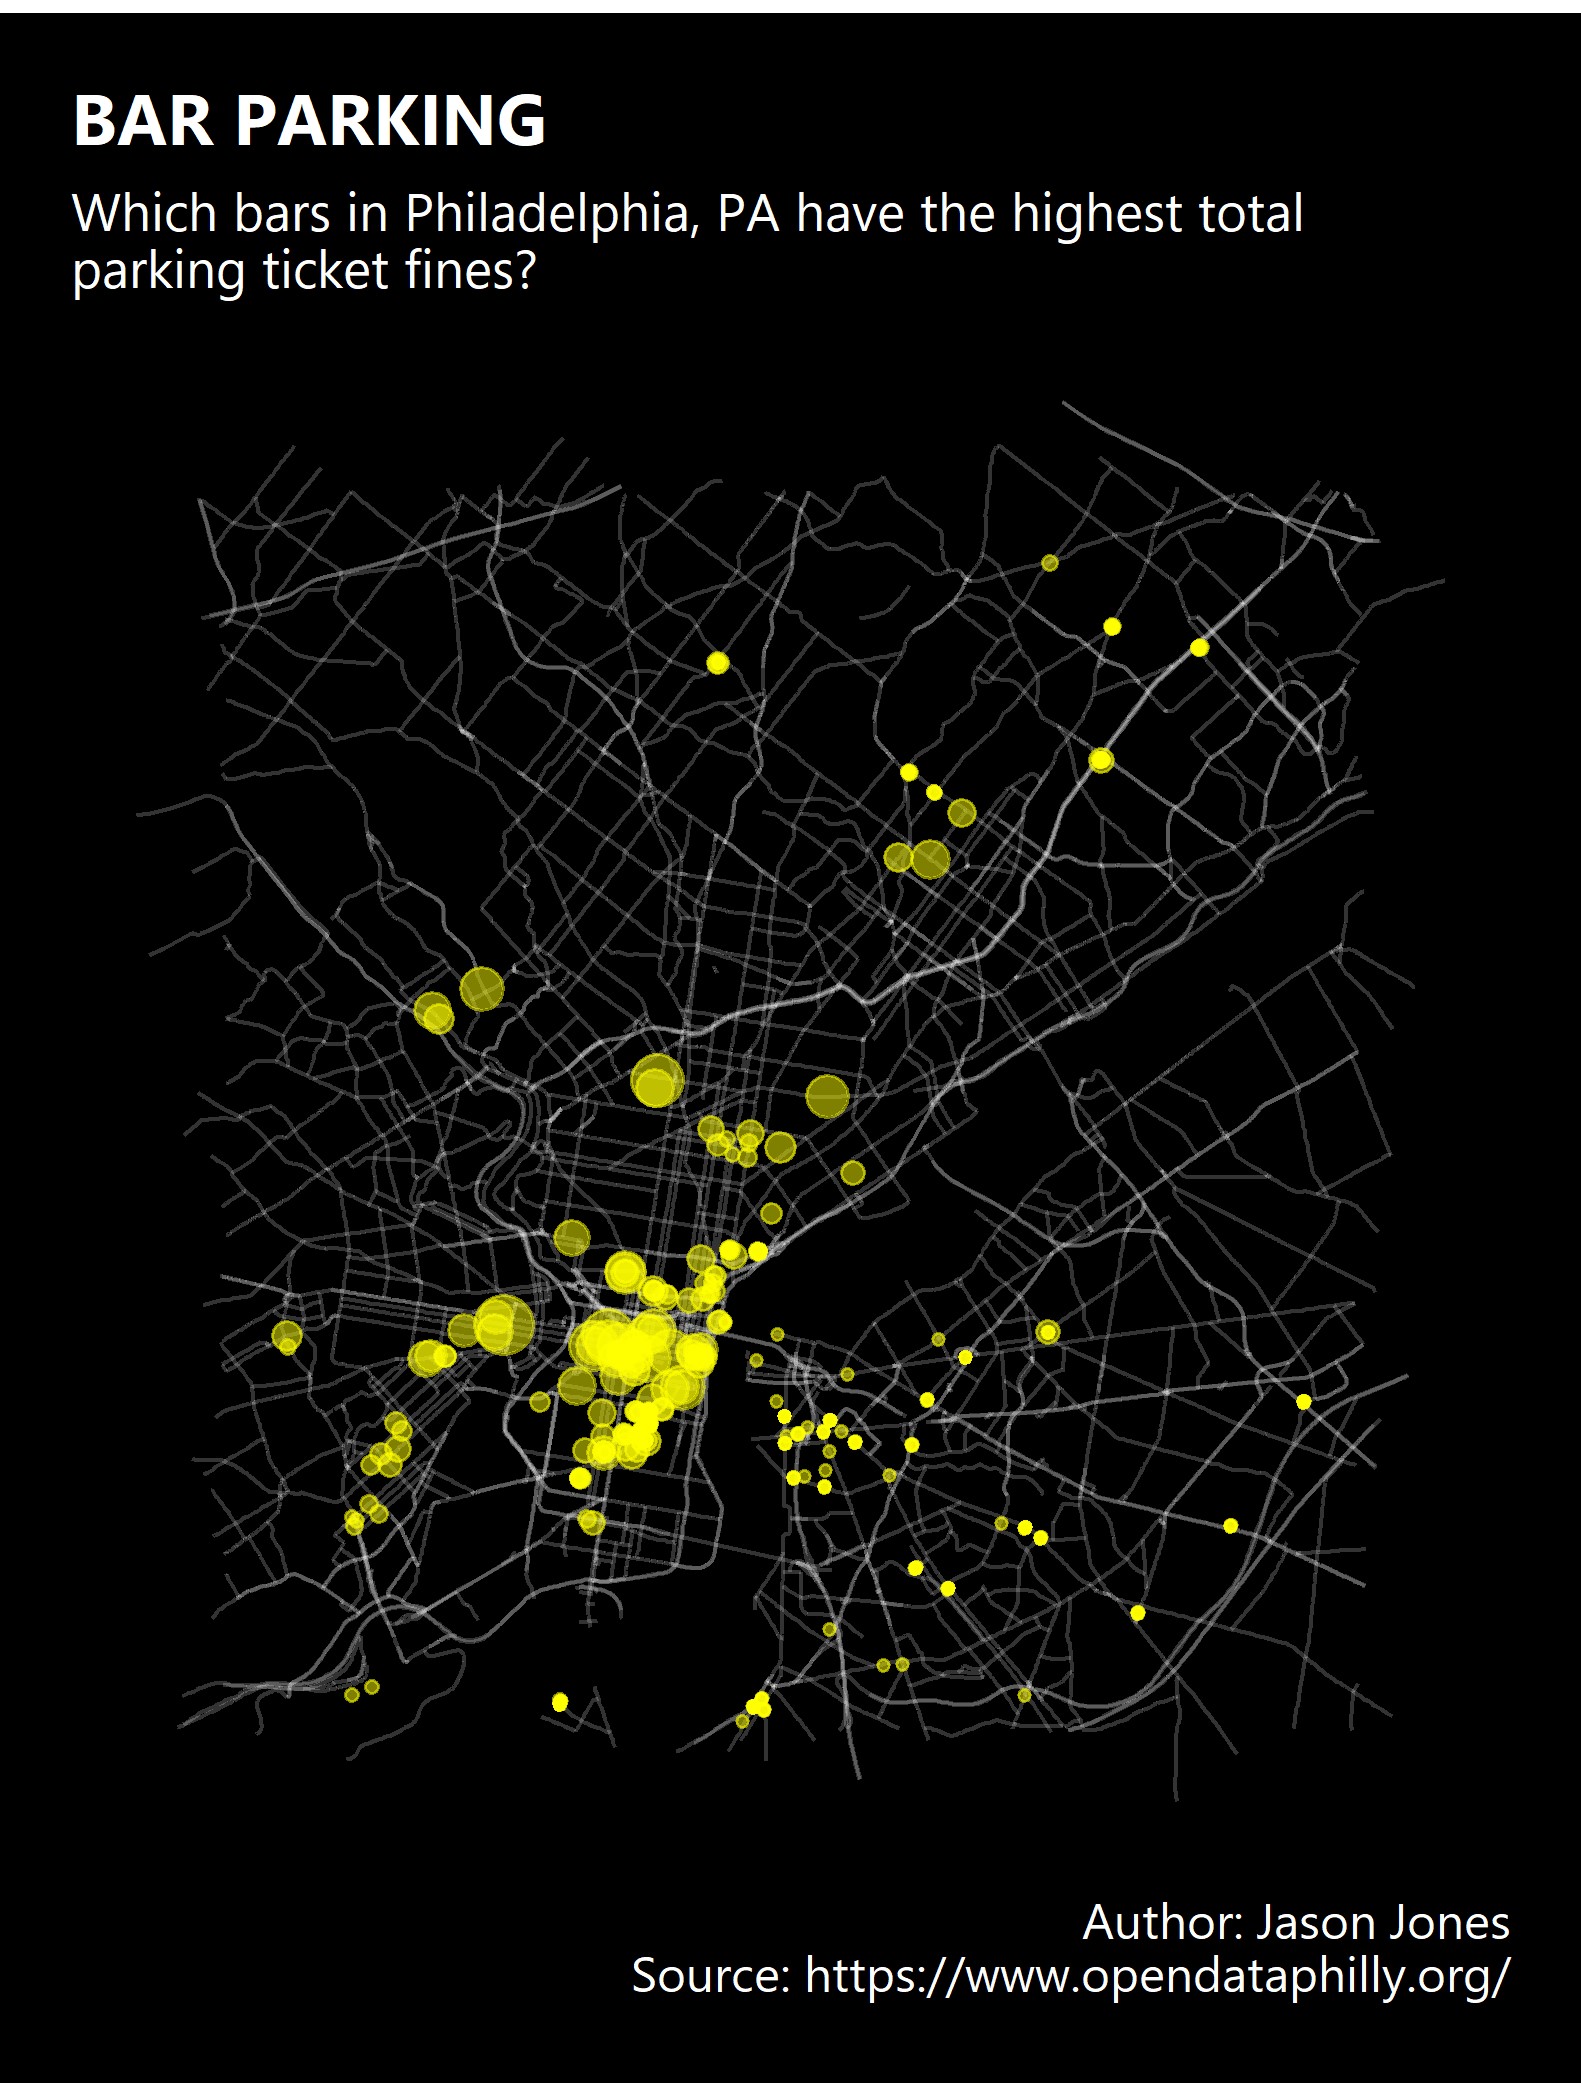 BAR PARKING
Which bars in Philadelphia, PA have the highest total
parking ticket fines?
Author: Jason Jones
Source: https://www.opendataphilly.org/